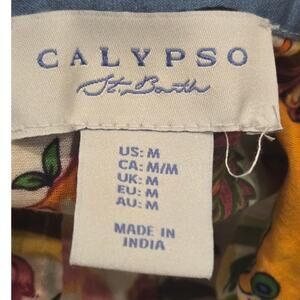 CALYPSO
St. Barth
US: M
CA: M/M
UK: M
EU: M
AU: M
MADE IN
INDIA